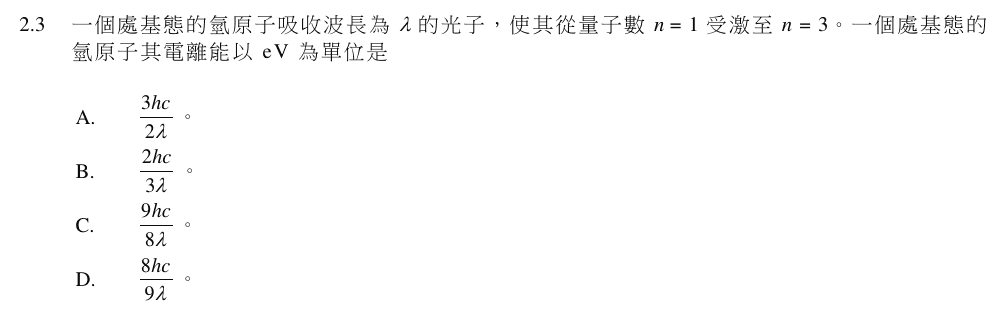 2.3 一個處基態的氫原子吸收波長為 λ 的光子，使其從量子數 n = 1 受激至 n = 3。一個處基態的
氫原子其電離能以 eV 為單位是
A. 3hc/2λ。
B. 2hc/3λ。
C. 9hc/8λ。
D. 8hc/9λ。